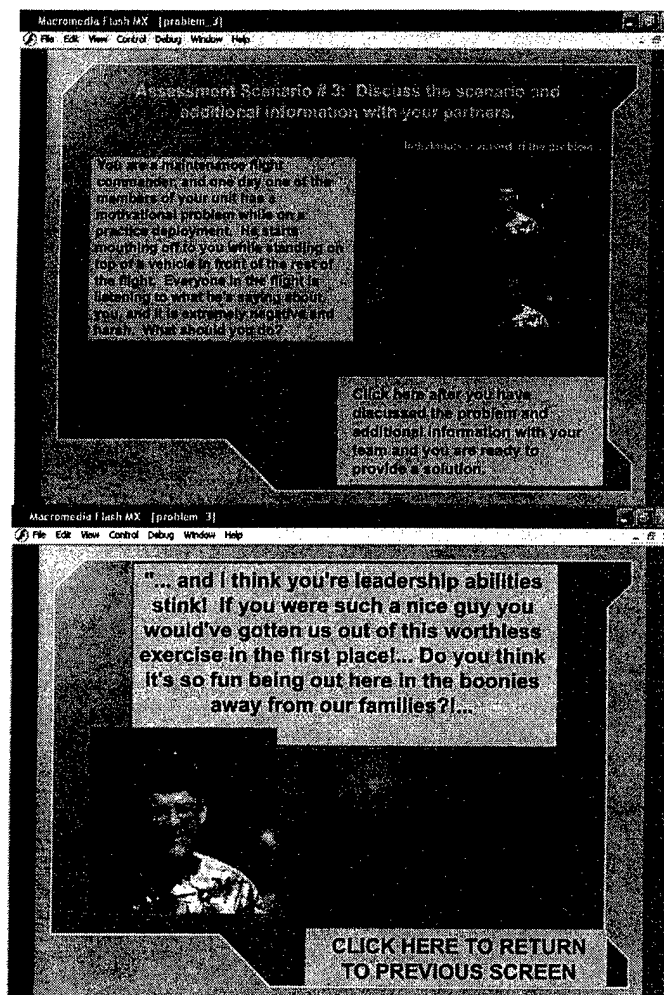 Macromedia Flash MX [problem_3]
File Edit View Control Debug Window Help
Assessment Scenario # 3: Discuss the scenario and
additional information with your partners.
You are a maintenance flight
commander, and one day one of the
members of your unit has a
motivational problem while on a
practice deployment. He starts
mouthing off to you while standing on
top of a vehicle in front of the rest of
the flight. Everyone in the flight is
listening to what he's saying about
you, and it is extremely negative and
harsh. What should you do?
Click here after you have
discussed the problem and
additional information with your
team and you are ready to
provide a solution.
Macromedia Flash MX [problem_3]
File Edit View Control Debug Window Help
"... and I think you're leadership abilities
stink! If you were such a nice guy you
would've gotten us out of this worthless
exercise in the first place!... Do you think
it's so fun being out here in the boonies
away from our families?!...
CLICK HERE TO RETURN
TO PREVIOUS SCREEN